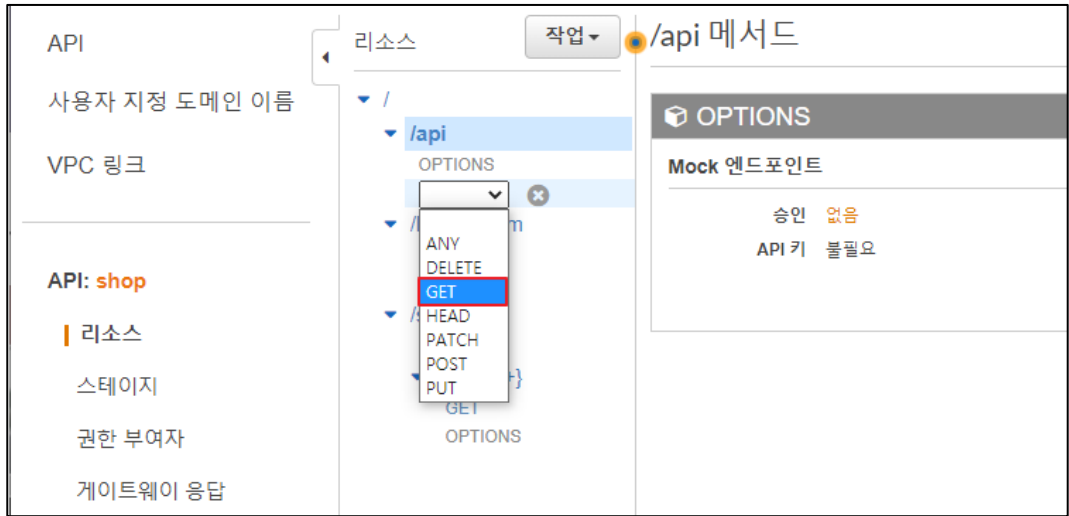 API
사용자 지정 도메인 이름
VPC 링크
API: shop
리소스
스테이지
권한 부여자
게이트웨이 응답
리소스
작업
/
/api
OPTIONS
ANY
DELETE
GET
HEAD
PATCH
POST
PUT
GET
OPTIONS
/api 메서드
OPTIONS
Mock 엔드포인트
승인 없음
API 키 불필요